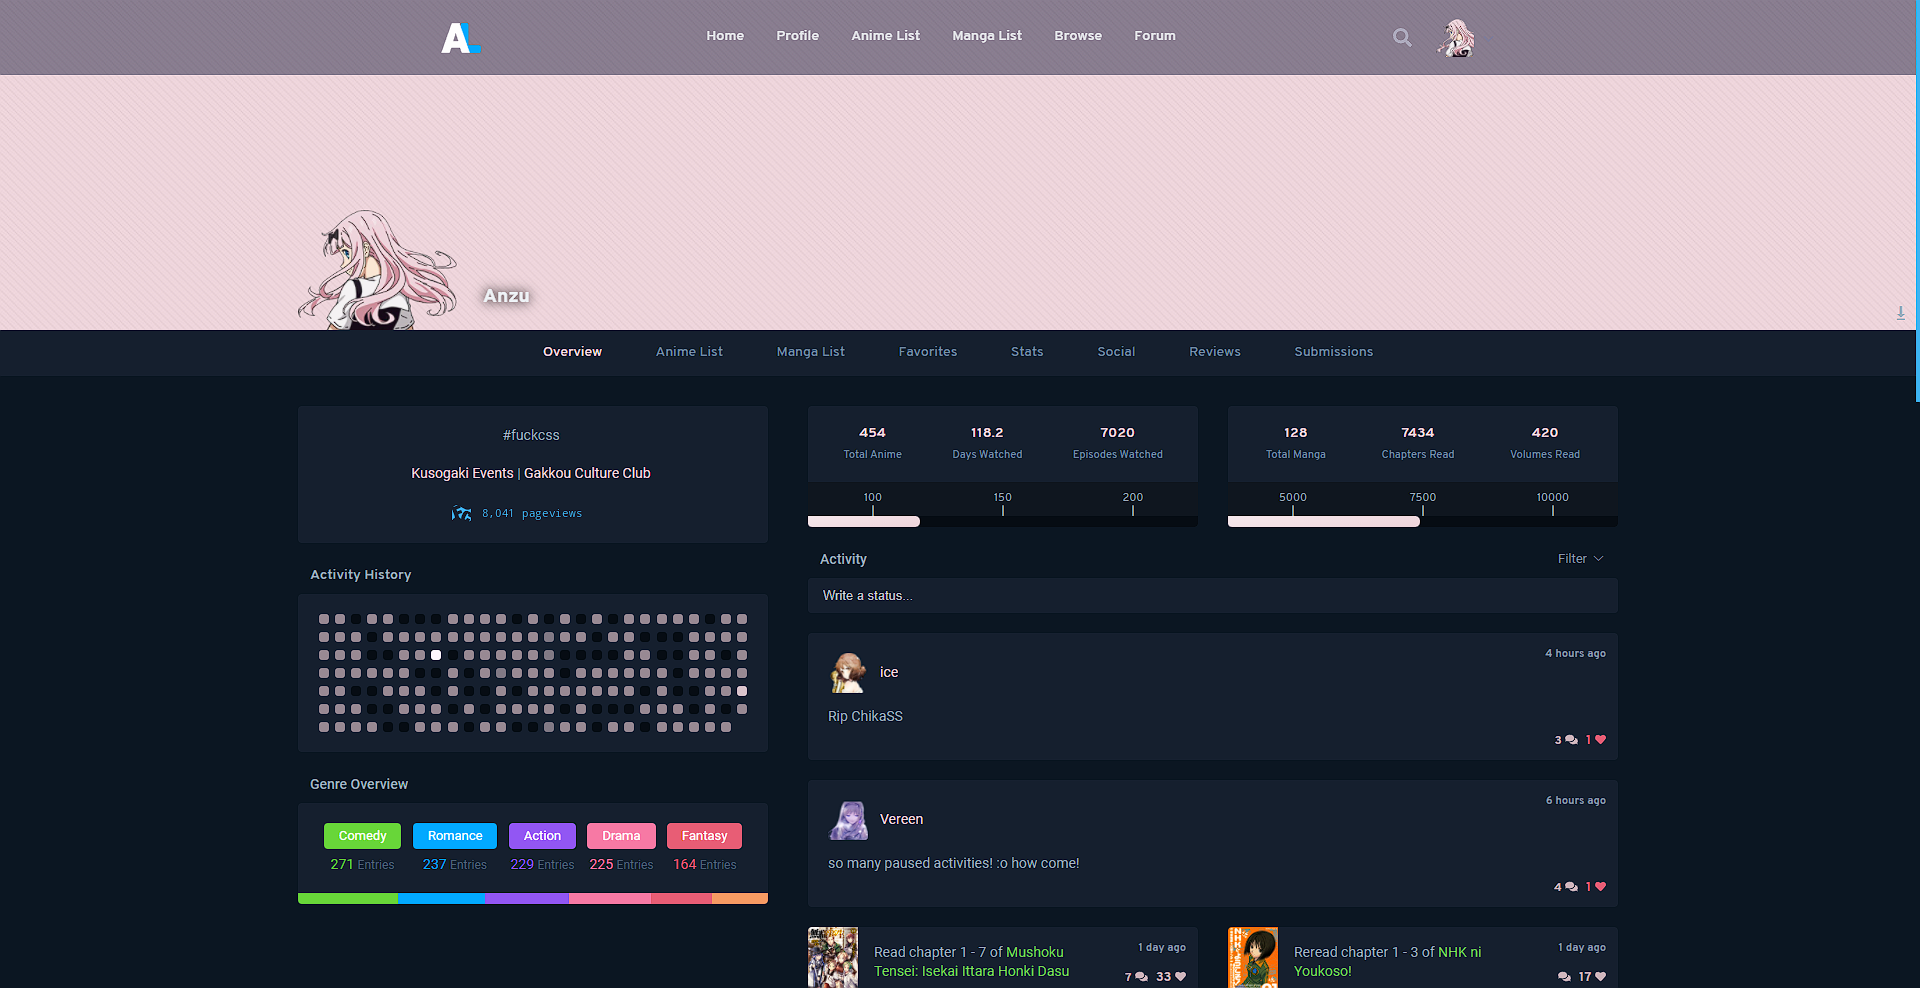 AL
Home
Profile
Anime List
Manga List
Browse
Forum
Anzu
Overview
Anime List
Manga List
Favorites
Stats
Social
Reviews
Submissions
#fuckcss
Kusogaki Events | Gakkou Culture Club
8,041 pageviews
Activity History
Genre Overview
Comedy
Romance
Action
Drama
Fantasy
271 Entries
237 Entries
229 Entries
225 Entries
164 Entries
454
118.2
7020
Total Anime
Days Watched
Episodes Watched
100
150
200
128
7434
420
Total Manga
Chapters Read
Volumes Read
5000
7500
10000
Activity
Filter
Write a status...
ice
4 hours ago
Rip ChikaSS
3
1
Vereen
6 hours ago
so many paused activities! :o how come!
4
1
Read chapter 1 - 7 of Mushoku
Tensei: Isekai Ittara Honki Dasu
1 day ago
7
33
Reread chapter 1 - 3 of NHK ni
Youkoso!
1 day ago
17